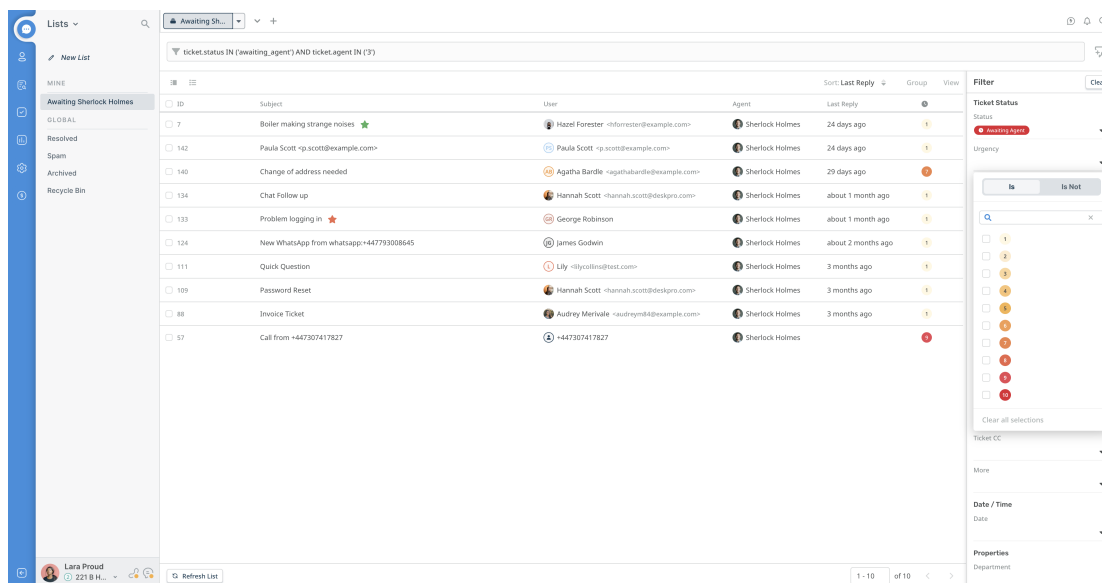 Lists
Awaiting Sh...
ticket.status IN ('awaiting_agent') AND ticket.agent IN ('3')
New List
MINE
Awaiting Sherlock Holmes
GLOBAL
Resolved
Spam
Archived
Recycle Bin
Sort: Last Reply
Group
View
ID Subject User Agent Last Reply
7 Boiler making strange noises Hazel Forester <hforrester@example.com> Sherlock Holmes 24 days ago 1
142 Paula Scott <p.scott@example.com> PS Paula Scott <p.scott@example.com> Sherlock Holmes 24 days ago 1
140 Change of address needed AB Agatha Bardle <agathabardle@example.com> Sherlock Holmes 29 days ago 7
134 Chat Follow up Hannah Scott <hannah.scott@deskpro.com> Sherlock Holmes about 1 month ago 1
133 Problem logging in GR George Robinson Sherlock Holmes about 1 month ago 1
124 New WhatsApp from whatsapp:+447793008645 JG James Godwin Sherlock Holmes about 2 months ago 1
111 Quick Question L Lily <lilycollins@test.com> Sherlock Holmes 3 months ago 1
109 Password Reset Hannah Scott <hannah.scott@deskpro.com> Sherlock Holmes 3 months ago 1
88 Invoice Ticket Audrey Merivale <audreym84@example.com> Sherlock Holmes 3 months ago 1
57 Call from +447307417827 +447307417827 Sherlock Holmes 9
Filter
Clea
Ticket Status
Status
Awaiting Agent
Urgency
Is Is Not
1
2
3
4
5
6
7
8
9
10
Clear all selections
Ticket CC
More
Date / Time
Date
Properties
Department
Lara Proud
221 B H...
Refresh List
1 - 10 of 10